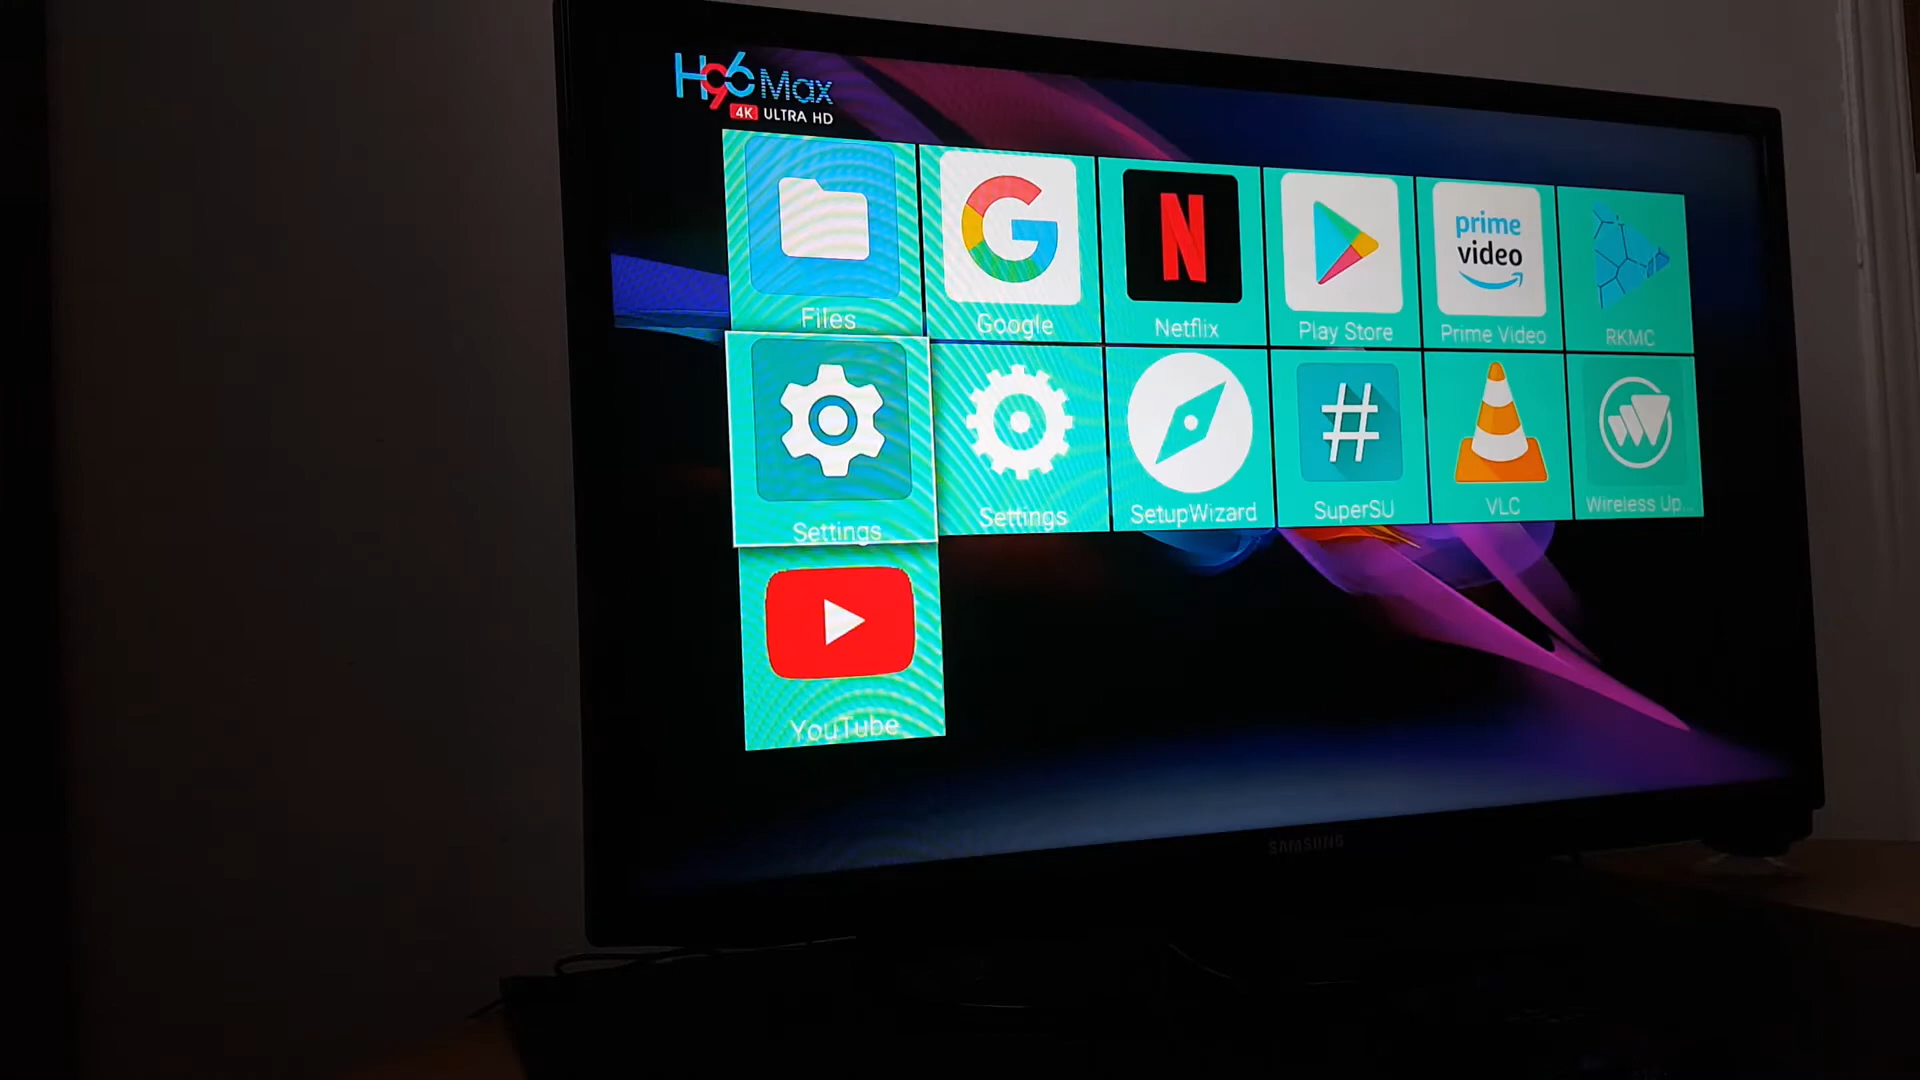 H96 Max
4K ULTRA HD
Files
Google
Netflix
Play Store
prime
video
Prime Video
RKMC
Settings
Settings
SetupWizard
SuperSU
VLC
Wireless Up...
YouTube
SAMSUNG